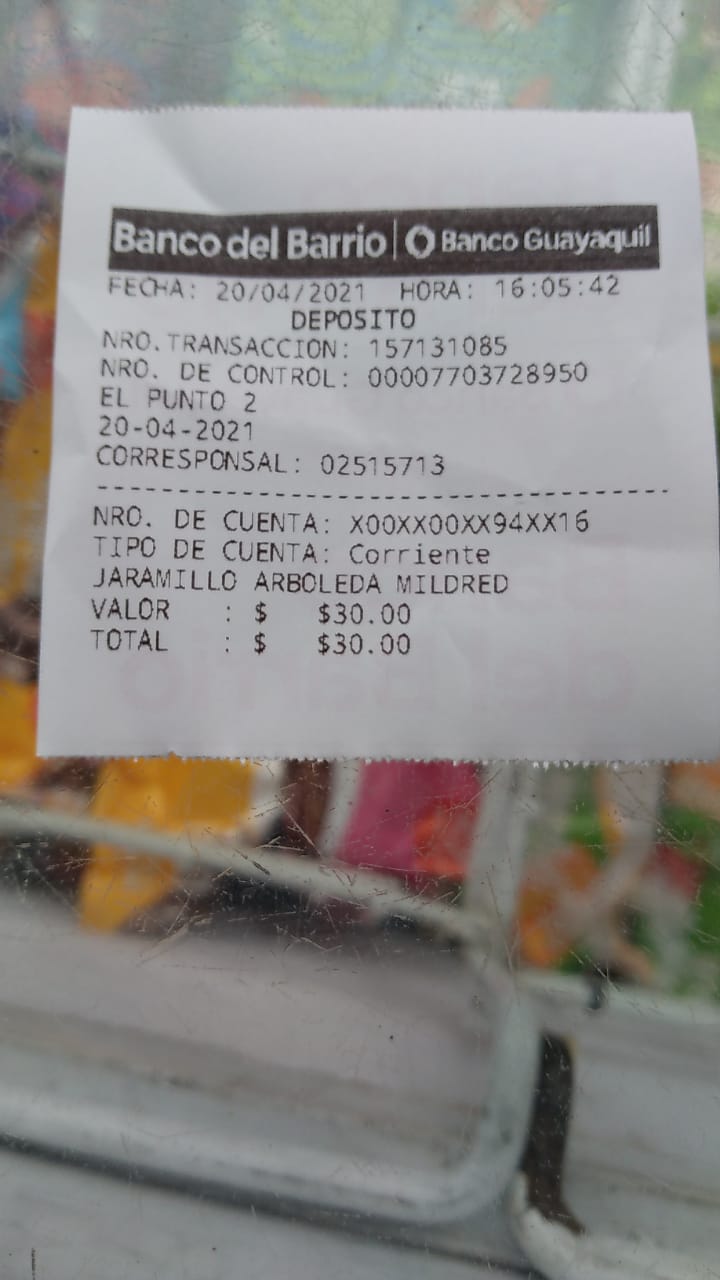 Banco del Barrio | Banco Guayaquil
FECHA: 20/04/2021 HORA: 16:05:42
DEPOSITO
NRO.TRANSACCION: 157131085
NRO. DE CONTROL: 00007703728950
EL PUNTO 2
20-04-2021
CORRESPONSAL: 02515713
NRO. DE CUENTA: X00XX00XX94XX16
TIPO DE CUENTA: Corriente
JARAMILLO ARBOLEDA MILDRED
VALOR : $ $30.00
TOTAL : $ $30.00